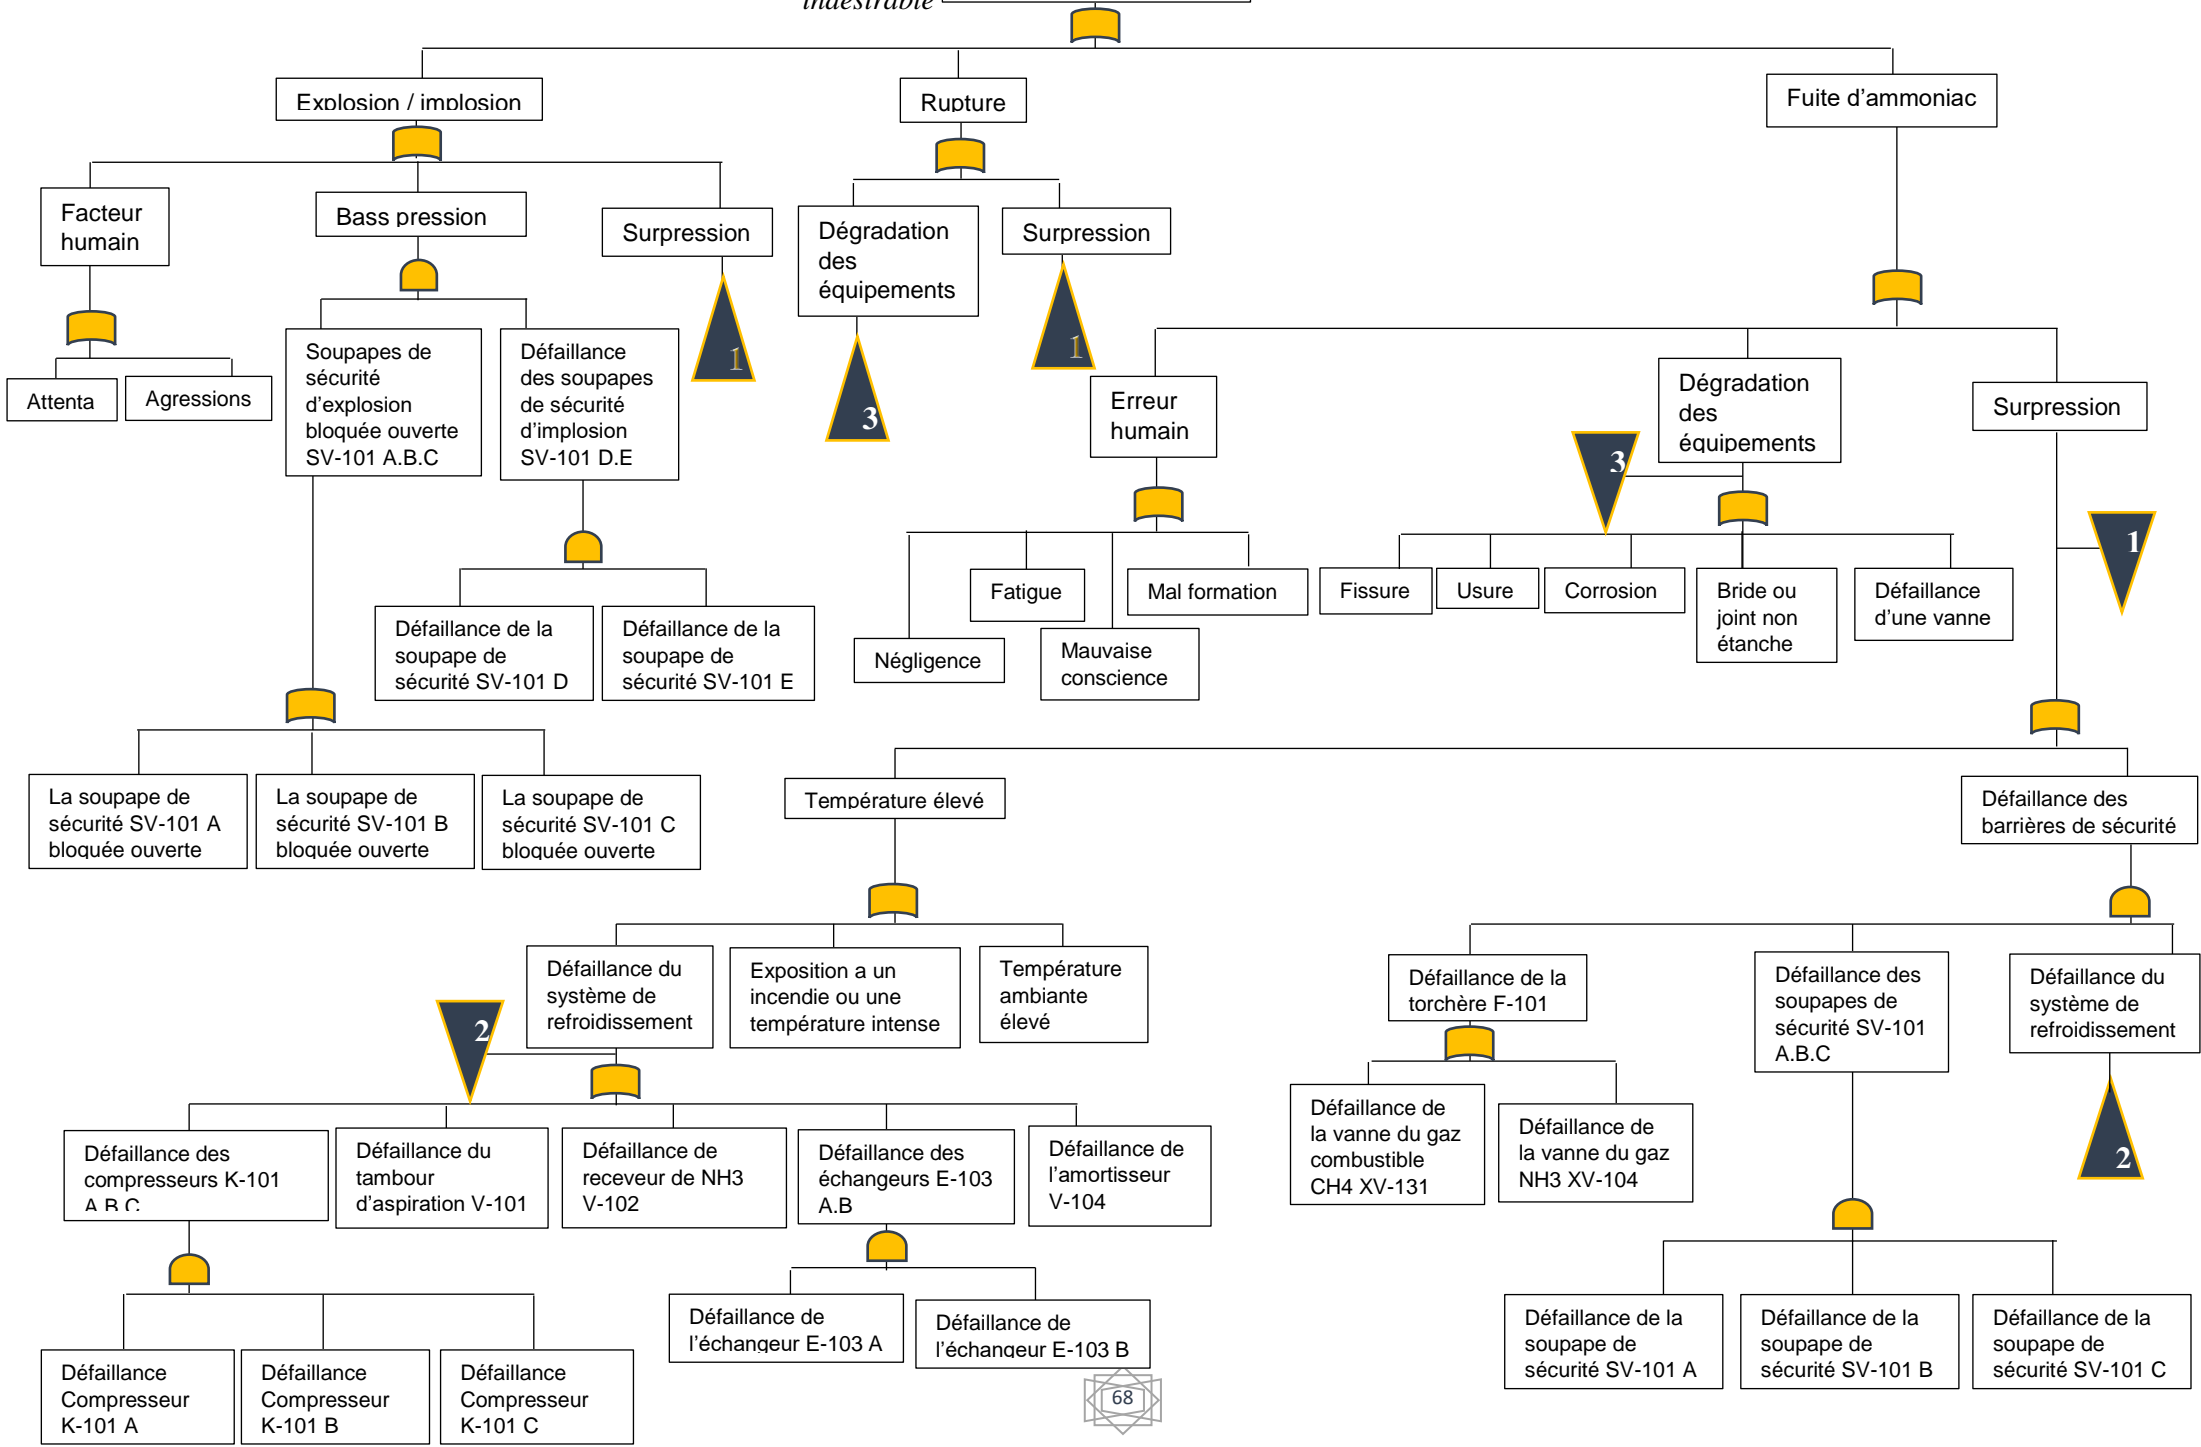 indésirable
Explosion / implosion
Rupture
Fuite d'ammoniac
Facteur
humain
Bass pression
Surpression
Dégradation
des
équipements
Surpression
1
1
3
Attenta
Agressions
Soupapes de
sécurité
d'explosion
bloquée ouverte
SV-101 A.B.C
Défaillance
des soupapes
de sécurité
d'implosion
SV-101 D.E
Erreur
humain
Dégradation
des
équipements
Surpression
3
1
Négligence
Fatigue
Mauvaise
conscience
Mal formation
Fissure
Usure
Corrosion
Bride ou
joint non
étanche
Défaillance
d'une vanne
Défaillance de la
soupape de
sécurité SV-101 D
Défaillance de la
soupape de
sécurité SV-101 E
La soupape de
sécurité SV-101 A
bloquée ouverte
La soupape de
sécurité SV-101 B
bloquée ouverte
La soupape de
sécurité SV-101 C
bloquée ouverte
Température élevé
Défaillance des
barrières de sécurité
Défaillance du
système de
refroidissement
Exposition a un
incendie ou une
température intense
Température
ambiante
élevé
2
Défaillance de la
torchère F-101
Défaillance des
soupapes de
sécurité SV-101
A.B.C
Défaillance du
système de
refroidissement
2
Défaillance des
compresseurs K-101
A.B.C
Défaillance du
tambour
d'aspiration V-101
Défaillance de
receveur de NH3
V-102
Défaillance des
échangeurs E-103
A.B
Défaillance de
l'amortisseur
V-104
Défaillance de
la vanne du gaz
combustible
CH4 XV-131
Défaillance de
la vanne du gaz
NH3 XV-104
Défaillance
Compresseur
K-101 A
Défaillance
Compresseur
K-101 B
Défaillance
Compresseur
K-101 C
Défaillance de
l'échangeur E-103 A
Défaillance de
l'échangeur E-103 B
Défaillance de la
soupape de
sécurité SV-101 A
Défaillance de la
soupape de
sécurité SV-101 B
Défaillance de la
soupape de
sécurité SV-101 C
68